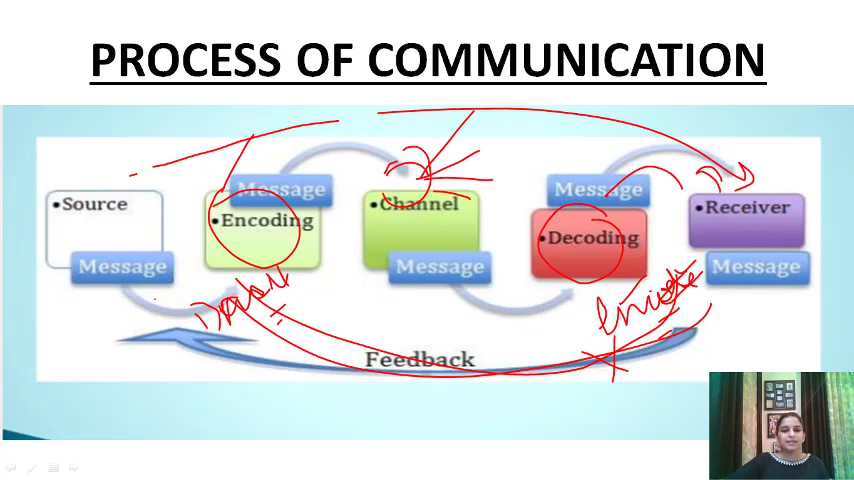 PROCESS OF COMMUNICATION
Message
Message
• Source
• Encoding
• Channel
• Decoding
• Receiver
Message
Message
Message
Feedback